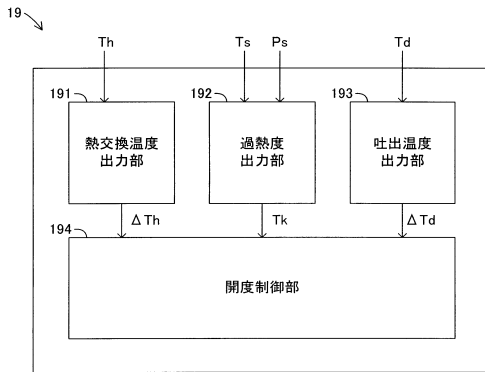 19
Th
Ts
Ps
Td
191
192
193
熱交換温度
出力部
過熱度
出力部
吐出温度
出力部
ΔTh
Tk
ΔTd
194
開度制御部